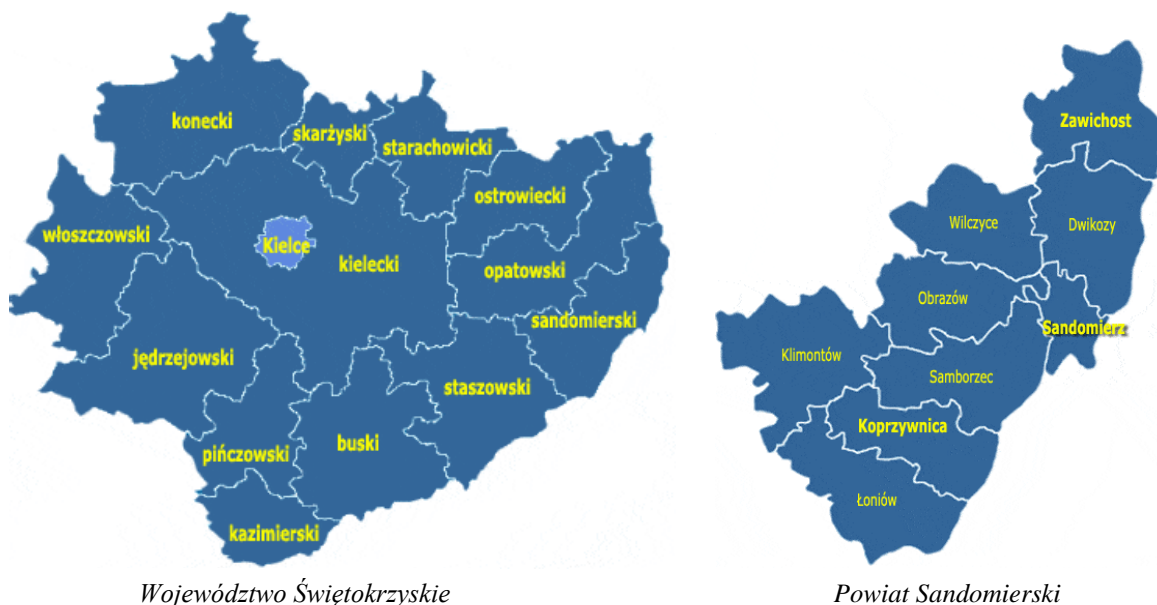 konecki
skarżyski
starachowicki
ostrowiecki
włoszczowski
Kielce
kielecki
opatowski
sandomierski
jędrzejowski
staszowski
pińczowski
buski
kazimierski
Województwo Świętokrzyskie
Zawichost
Wilczyce
Dwikozy
Obrazów
Sandomierz
Klimontów
Samborzec
Koprzywnica
Łoniów
Powiat Sandomierski